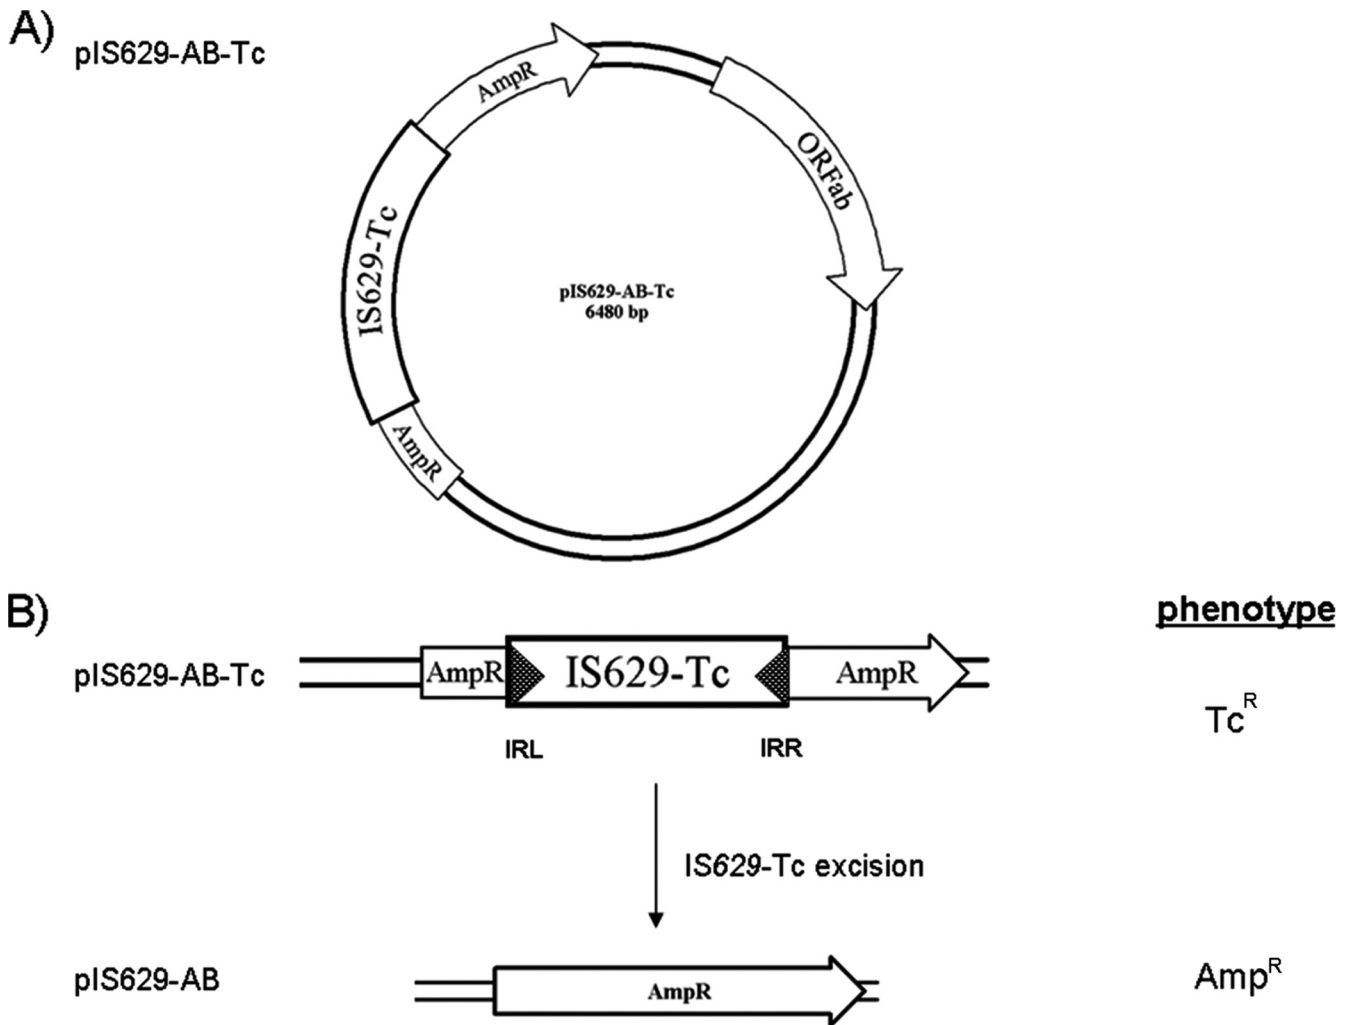 A)
pIS629-AB-Tc
AmpR
ORFab
IS629-Tc
pIS629-AB-Tc
6480 bp
AmpR
B)
phenotype
pIS629-AB-Tc
AmpR
IS629-Tc
AmpR
Tc^R
IRL
IRR
IS629-Tc excision
pIS629-AB
AmpR
Amp^R